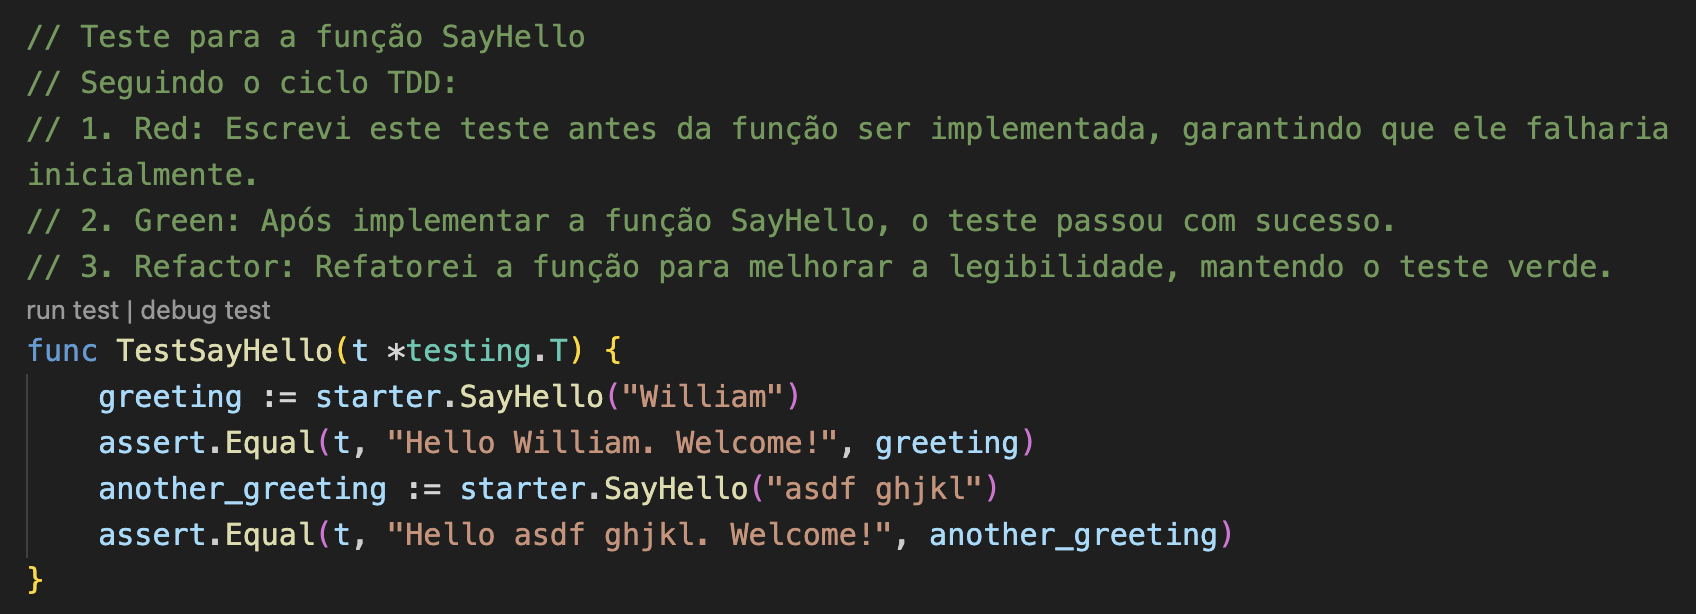 // Teste para a função SayHello
// Seguindo o ciclo TDD:
// 1. Red: Escrevi este teste antes da função ser implementada, garantindo que ele falharia
inicialmente.
// 2. Green: Após implementar a função SayHello, o teste passou com sucesso.
// 3. Refactor: Refatorei a função para melhorar a legibilidade, mantendo o teste verde.
run test | debug test
func TestSayHello(t *testing.T) {
    greeting := starter.SayHello("William")
    assert.Equal(t, "Hello William. Welcome!", greeting)
    another_greeting := starter.SayHello("asdf ghjkl")
    assert.Equal(t, "Hello asdf ghjkl. Welcome!", another_greeting)
}